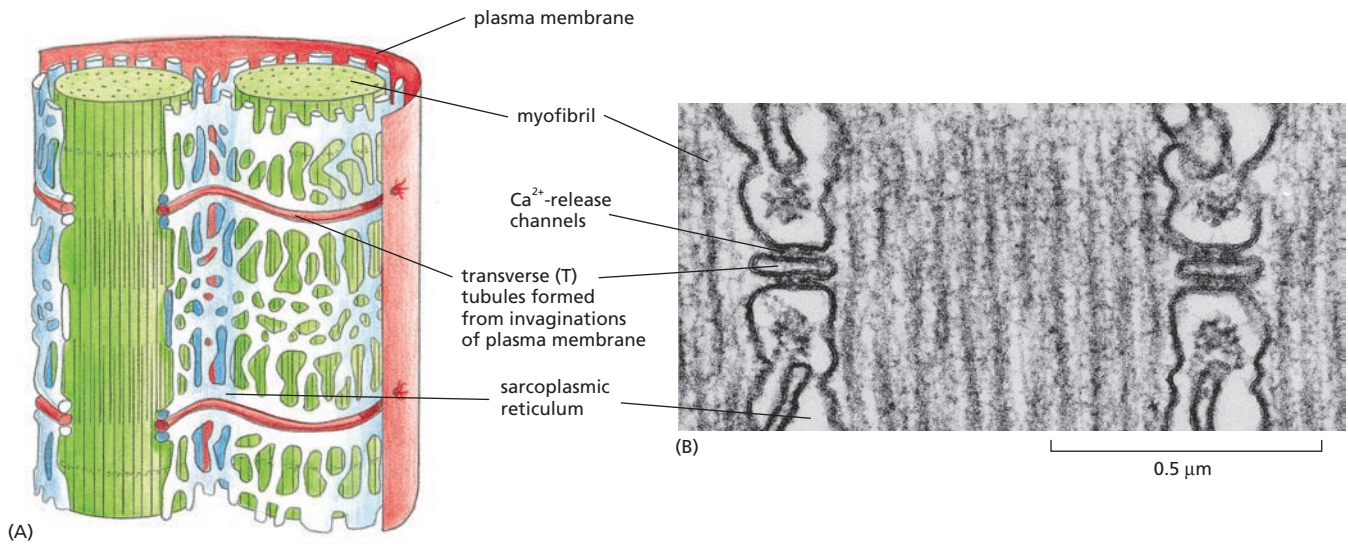 plasma membrane
myofibril
Ca²⁺-release
channels
transverse (T)
tubules formed
from invaginations
of plasma membrane
sarcoplasmic
reticulum
(A)
(B)
0.5 μm